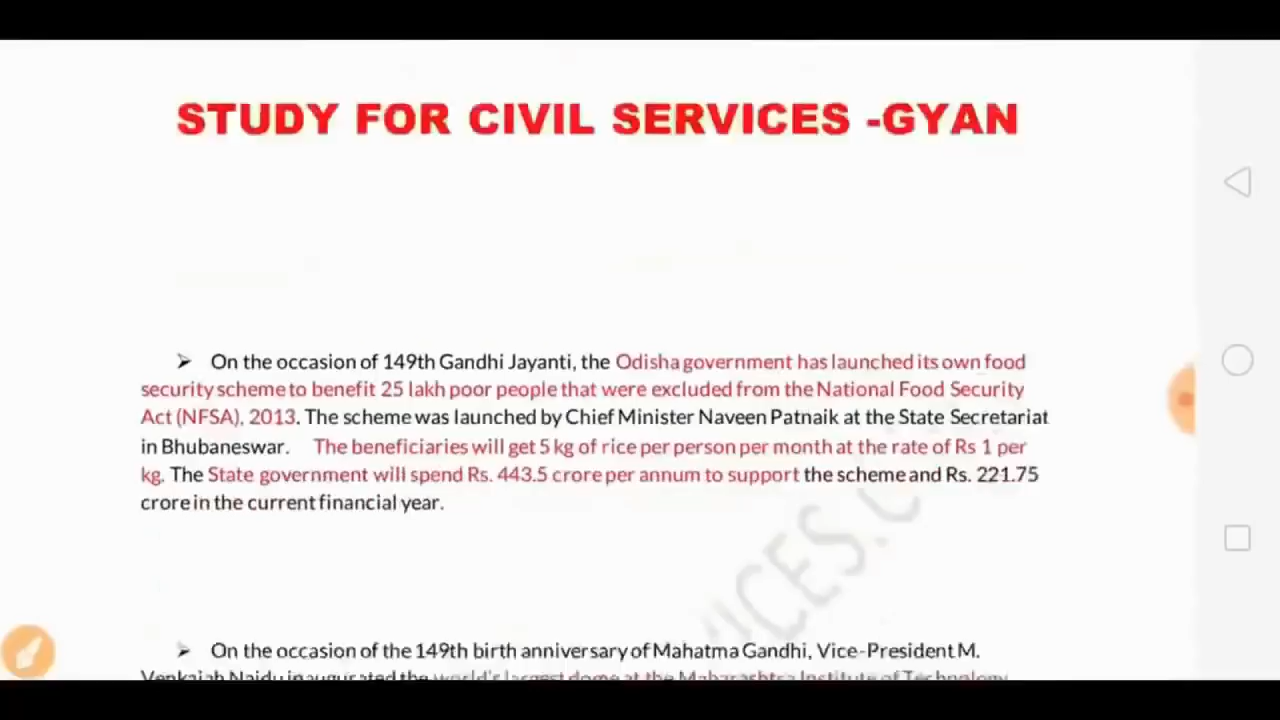 STUDY FOR CIVIL SERVICES -GYAN
➤ On the occasion of 149th Gandhi Jayanti, the Odisha government has launched its own food
security scheme to benefit 25 lakh poor people that were excluded from the National Food Security
Act (NFSA), 2013. The scheme was launched by Chief Minister Naveen Patnaik at the State Secretariat
in Bhubaneswar. The beneficiaries will get 5 kg of rice per person per month at the rate of Rs 1 per
kg. The State government will spend Rs. 443.5 crore per annum to support the scheme and Rs. 221.75
crore in the current financial year.
➤ On the occasion of the 149th birth anniversary of Mahatma Gandhi, Vice-President M.
Venkaiah Naidu inaugurated the world's largest dome at the Maharashtra Institute of Technology